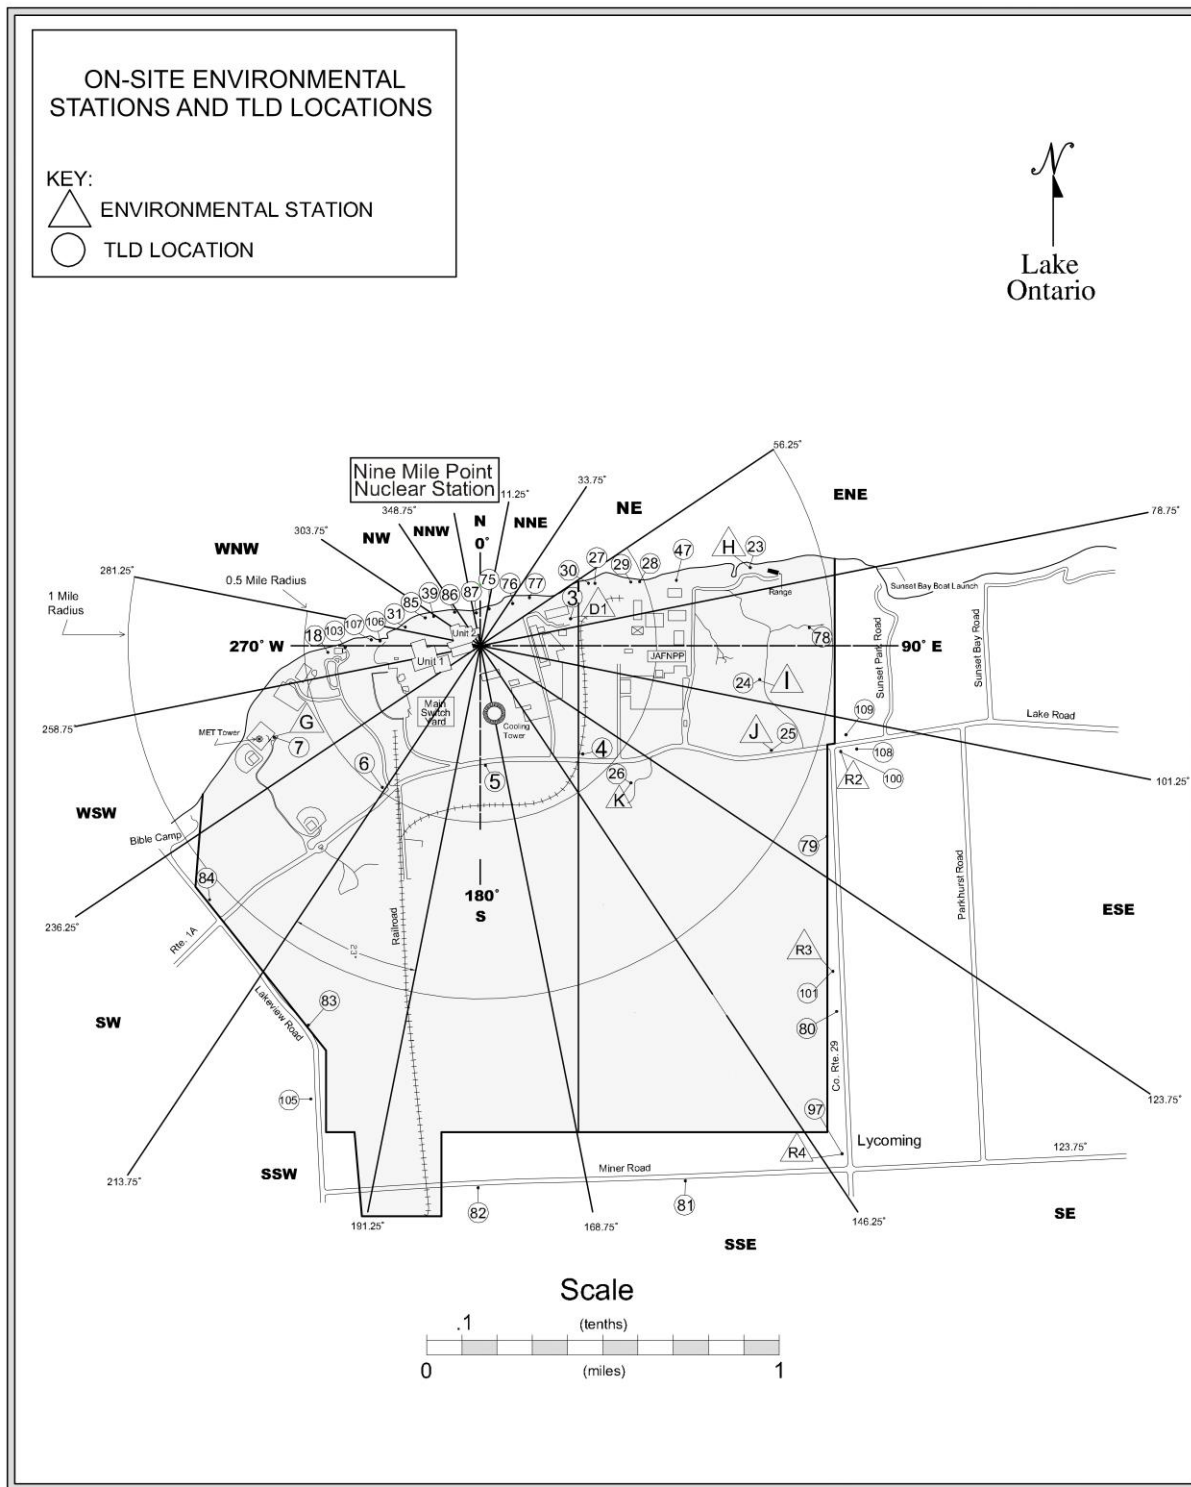 ON-SITE ENVIRONMENTAL
STATIONS AND TLD LOCATIONS
KEY:
ENVIRONMENTAL STATION
TLD LOCATION
N
Lake
Ontario
Nine Mile Point
Nuclear Station
56.25°
33.75°
11.25°
348.75°
303.75°
281.25°
78.75°
N
0°
NNE
NE
ENE
NNW
NW
WNW
0.5 Mile Radius
1 Mile
Radius
18
103
107
106
31
85
39
86
87
75
76
77
30
27
29
28
47
H
23
3
D1
Range
Sunset Bay Boat Launch
270° W
90° E
Unit 2
Unit 1
JAFNPP
78
Sunset Park Road
Sunset Bay Road
24
I
Main
Switch
Yard
Cooling
Tower
G
MET Tower
7
258.75°
J
25
109
Lake Road
108
100
R2
101.25°
6
5
4
26
K
WSW
Bible Camp
79
Parkhurst Road
84
180°
S
Railroad
23°
ESE
236.25°
Rte. 1A
R3
101
SW
83
Lakeview Road
80
Co. Rte. 29
105
97
123.75°
R4
Lycoming
123.75°
Miner Road
SSW
213.75°
82
81
191.25°
168.75°
146.25°
SSE
SE
Scale
.1
(tenths)
0
(miles)
1